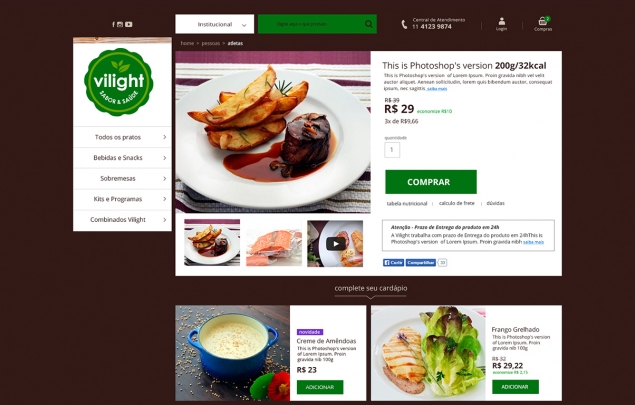 Institucional
Central de Atendimento
11 4123 9874
Login
2
Compras
home > pessoas > atletas
vilight
SABOR & SAÚDE
Todos os pratos
Bebidas e Snacks
Sobremesas
Kits e Programas
Combinados Vilight
This is Photoshop's version 200g/32kcal
This is Photoshop's version of Lorem Ipsum. Proin gravida nibh vel velit
auctor aliquet. Aenean sollicitudin, lorem quis bibendum auctor, consequat
ipsum, nec sagittis saiba mais
R$ 39
R$ 29 economize R$10
3x de R$9,66
quantidade
1
COMPRAR
tabela nutricional | calculo de frete | dúvidas
Atenção - Prazo de Entrega do produto em 24h
A Vilight trabalha com prazo de Entrega do produto em 24hThis is
Photoshop's version of Lorem Ipsum. Proin gravida nibh saiba mais
Curtir Compartilhar
complete seu cardápio
novidade
Creme de Amêndoas
This is Photoshop's version
of Lorem Ipsum. Proin
gravida nib 100g
R$ 23
ADICIONAR
Frango Grelhado
This is Photoshop's version
of Lorem Ipsum. Proin
gravida nib 100g
R$ 32
R$ 29,22
economize R$ 2,15
ADICIONAR